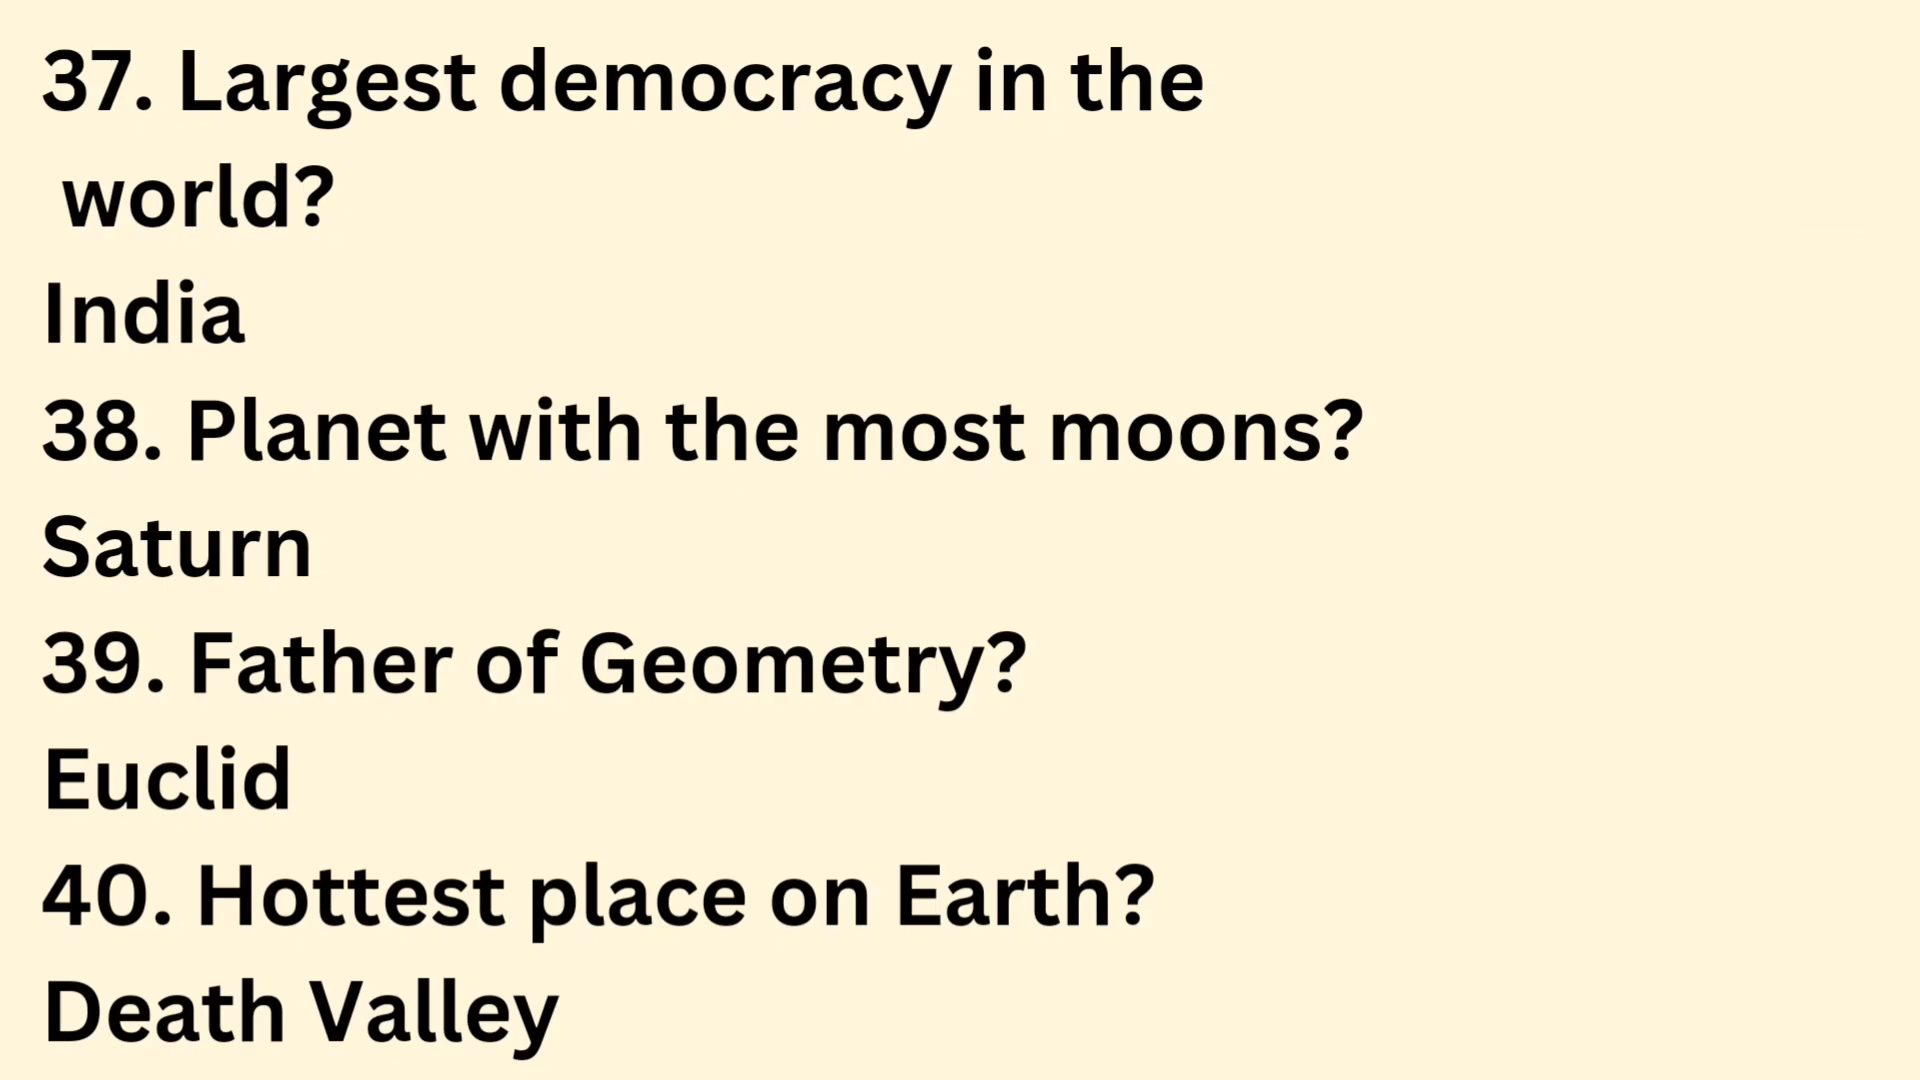 37. Largest democracy in the
world?
India
38. Planet with the most moons?
Saturn
39. Father of Geometry?
Euclid
40. Hottest place on Earth?
Death Valley